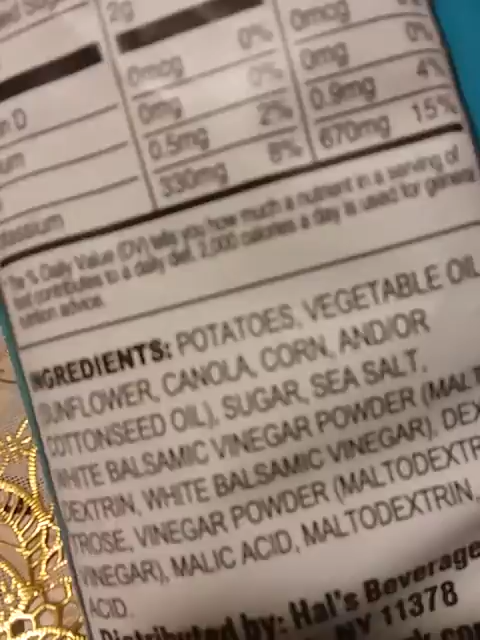 2g
0mcg 0% 0mcg 0%
0mg 0% 0mg 0%
0.5mg 2% 0.9mg 4%
330mg 8% 670mg 15%
The % Daily Value (DV) tells you how much a nutrient in a serving of
contributes to a daily diet. 2,000 calories a day is used for general
advice.
INGREDIENTS: POTATOES, VEGETABLE OIL
SUNFLOWER, CANOLA, CORN, AND/OR
COTTONSEED OIL), SUGAR, SEA SALT,
WHITE BALSAMIC VINEGAR POWDER (MALT
DEXTRIN, WHITE BALSAMIC VINEGAR), DEX
TROSE, VINEGAR POWDER (MALTODEXTR
VINEGAR), MALIC ACID, MALTODEXTRIN,
ACID.
Distributed by: Hal's Beverage
NY 11378